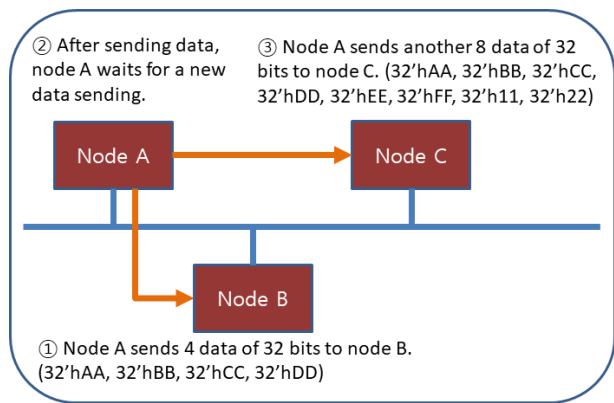 ② After sending data,
node A waits for a new
data sending.
③ Node A sends another 8 data of 32
bits to node C. (32’hAA, 32’hBB, 32’hCC,
32’hDD, 32’hEE, 32’hFF, 32’h11, 32’h22)
Node A
Node C
Node B
① Node A sends 4 data of 32 bits to node B.
(32’hAA, 32’hBB, 32’hCC, 32’hDD)